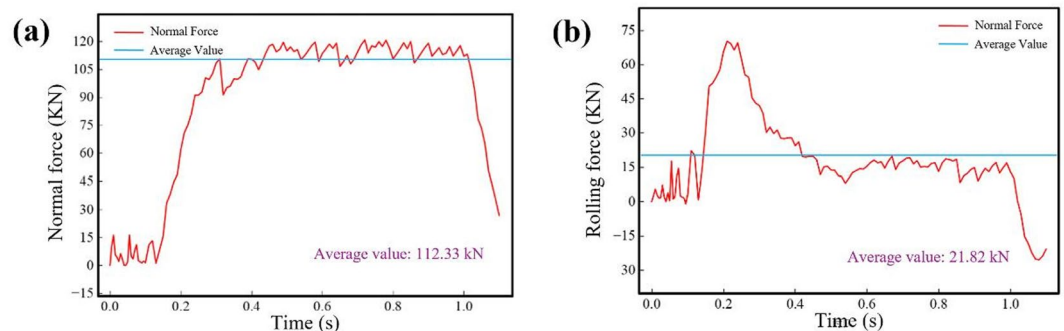 (a)
Normal force (KN)
120
105
90
75
60
45
30
15
0
−15
Normal Force
Average Value
Average value: 112.33 kN
0.0
0.2
0.4
0.6
0.8
1.0
Time (s)
(b)
Rolling force (KN)
75
60
45
30
15
0
−15
30
Normal Force
Average Value
Average value: 21.82 kN
0.0
0.2
0.4
0.6
0.8
1.0
Time (s)